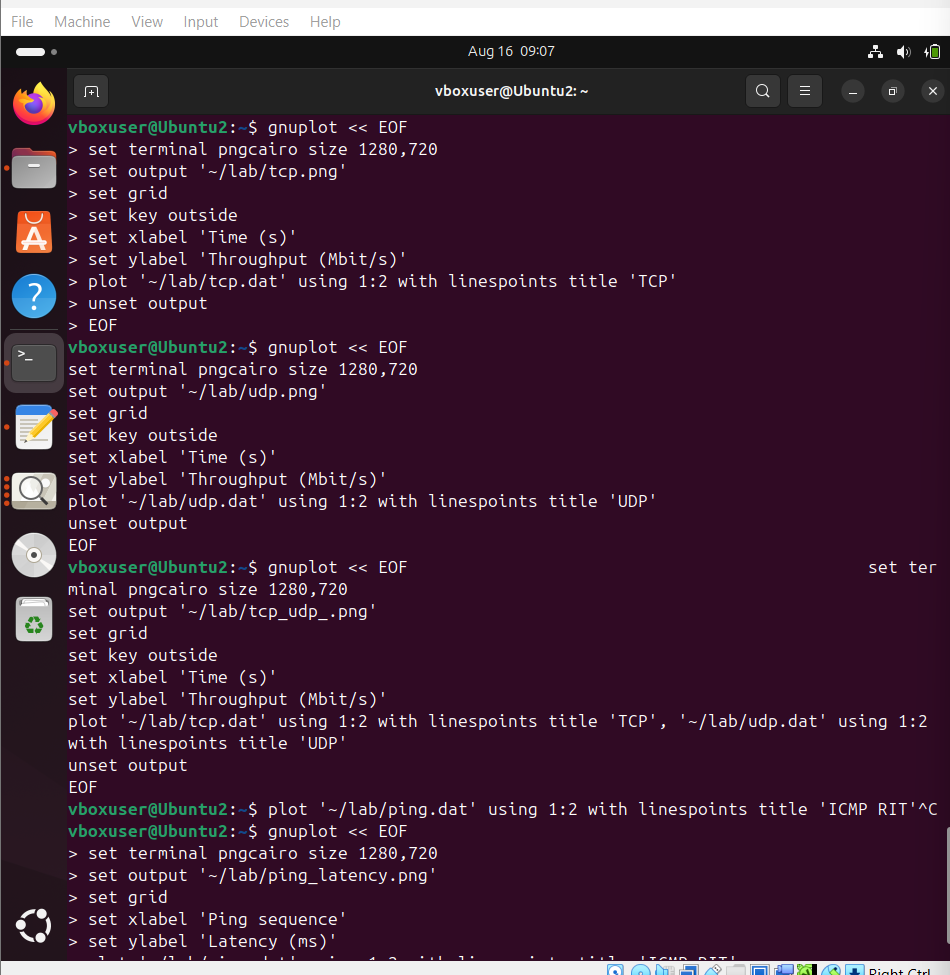 File Machine View Input Devices Help
Aug 16 09:07
vboxuser@Ubuntu2: ~
vboxuser@Ubuntu2:~$ gnuplot << EOF
> set terminal pngcairo size 1280,720
> set output '~/lab/tcp.png'
> set grid
> set key outside
> set xlabel 'Time (s)'
> set ylabel 'Throughput (Mbit/s)'
> plot '~/lab/tcp.dat' using 1:2 with linespoints title 'TCP'
> unset output
> EOF
vboxuser@Ubuntu2:~$ gnuplot << EOF
set terminal pngcairo size 1280,720
set output '~/lab/udp.png'
set grid
set key outside
set xlabel 'Time (s)'
set ylabel 'Throughput (Mbit/s)'
plot '~/lab/udp.dat' using 1:2 with linespoints title 'UDP'
unset output
EOF
vboxuser@Ubuntu2:~$ gnuplot << EOF set ter
minal pngcairo size 1280,720
set output '~/lab/tcp_udp_.png'
set grid
set key outside
set xlabel 'Time (s)'
set ylabel 'Throughput (Mbit/s)'
plot '~/lab/tcp.dat' using 1:2 with linespoints title 'TCP', '~/lab/udp.dat' using 1:2
with linespoints title 'UDP'
unset output
EOF
vboxuser@Ubuntu2:~$ plot '~/lab/ping.dat' using 1:2 with linespoints title 'ICMP RIT'^C
vboxuser@Ubuntu2:~$ gnuplot << EOF
> set terminal pngcairo size 1280,720
> set output '~/lab/ping_latency.png'
> set grid
> set xlabel 'Ping sequence'
> set ylabel 'Latency (ms)'
Right Ctrl